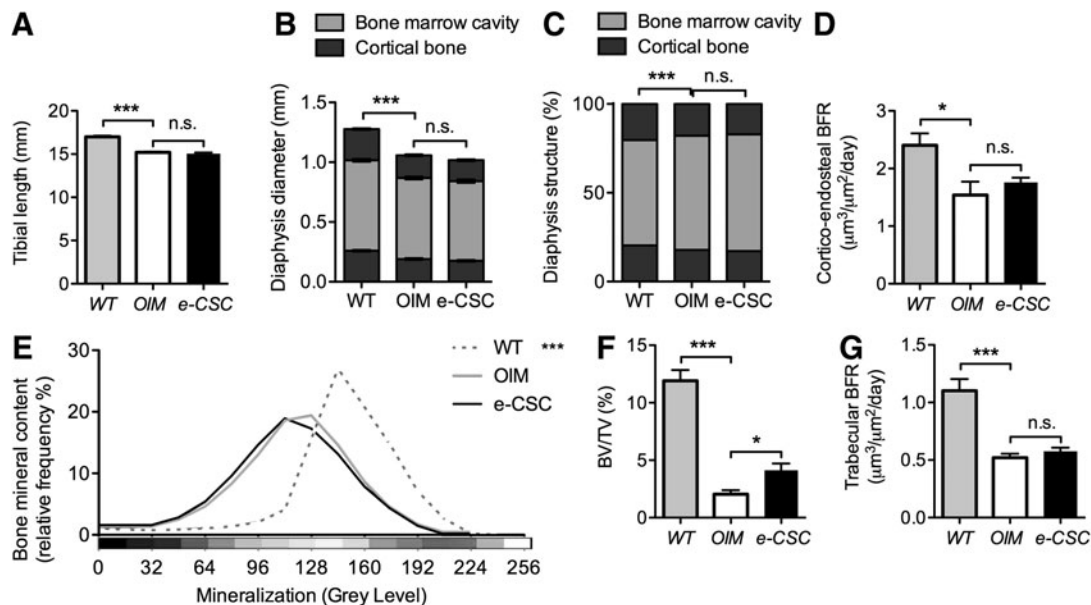 A
Tibial length (mm)
20
15
10
5
0
***
n.s.
WT
OIM
e-CSC
B
Bone marrow cavity
Cortical bone
Diaphysis diameter (mm)
1.5
1.0
0.5
0.0
***
n.s.
WT
OIM
e-CSC
C
Bone marrow cavity
Cortical bone
Diaphysis structure (%)
100
50
0
***
n.s.
WT
OIM
e-CSC
D
Cortico-endosteal BFR
(μm³/μm²/day)
3
2
1
0
*
n.s.
WT
OIM
e-CSC
E
Bone mineral content
(relative frequency %)
30
20
10
0
WT ***
OIM
e-CSC
0 32 64 96 128 160 192 224 256
Mineralization (Grey Level)
F
BV/TV (%)
15
10
5
0
***
*
WT
OIM
e-CSC
G
Trabecular BFR
(μm³/μm²/day)
1.5
1.0
0.5
0.0
***
n.s.
WT
OIM
e-CSC